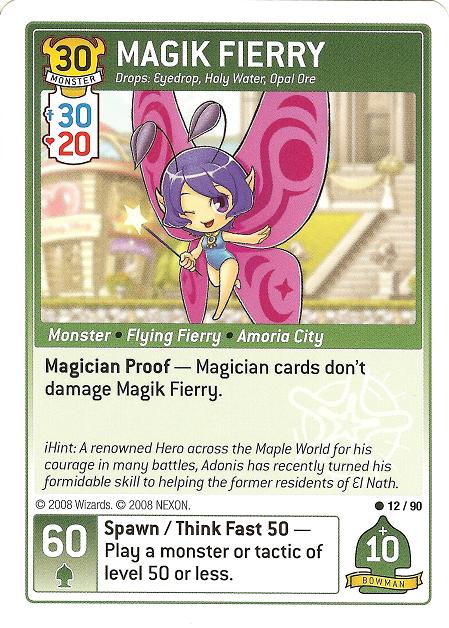 30
MONSTER
MAGIK FIERRY
Drops: Eyedrop, Holy Water, Opal Ore
30
20
Monster • Flying Fierry • Amoria City
Magician Proof — Magician cards don't
damage Magik Fierry.
iHint: A renowned Hero across the Maple World for his
courage in many battles, Adonis has recently turned his
formidable skill to helping the former residents of El Nath.
© 2008 Wizards. © 2008 NEXON.
● 12 / 90
60
Spawn / Think Fast 50 —
Play a monster or tactic of
level 50 or less.
+
10
BOWMAN